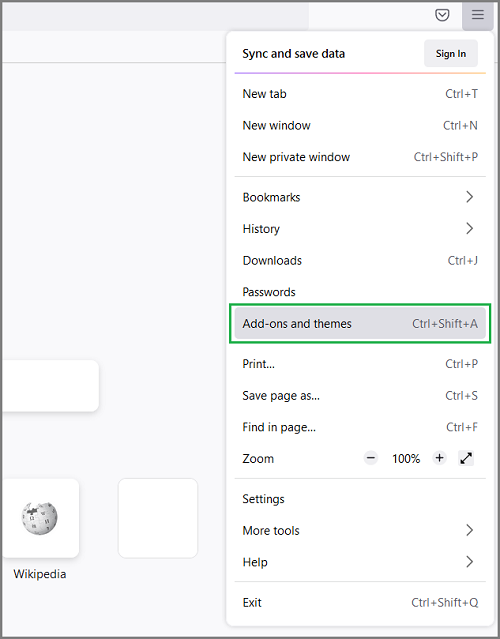 Sync and save data Sign In
New tab Ctrl+T
New window Ctrl+N
New private window Ctrl+Shift+P
Bookmarks
History
Downloads Ctrl+J
Passwords
Add-ons and themes Ctrl+Shift+A
Print... Ctrl+P
Save page as... Ctrl+S
Find in page... Ctrl+F
Zoom − 100% +
Settings
More tools
Help
Exit Ctrl+Shift+Q
Wikipedia